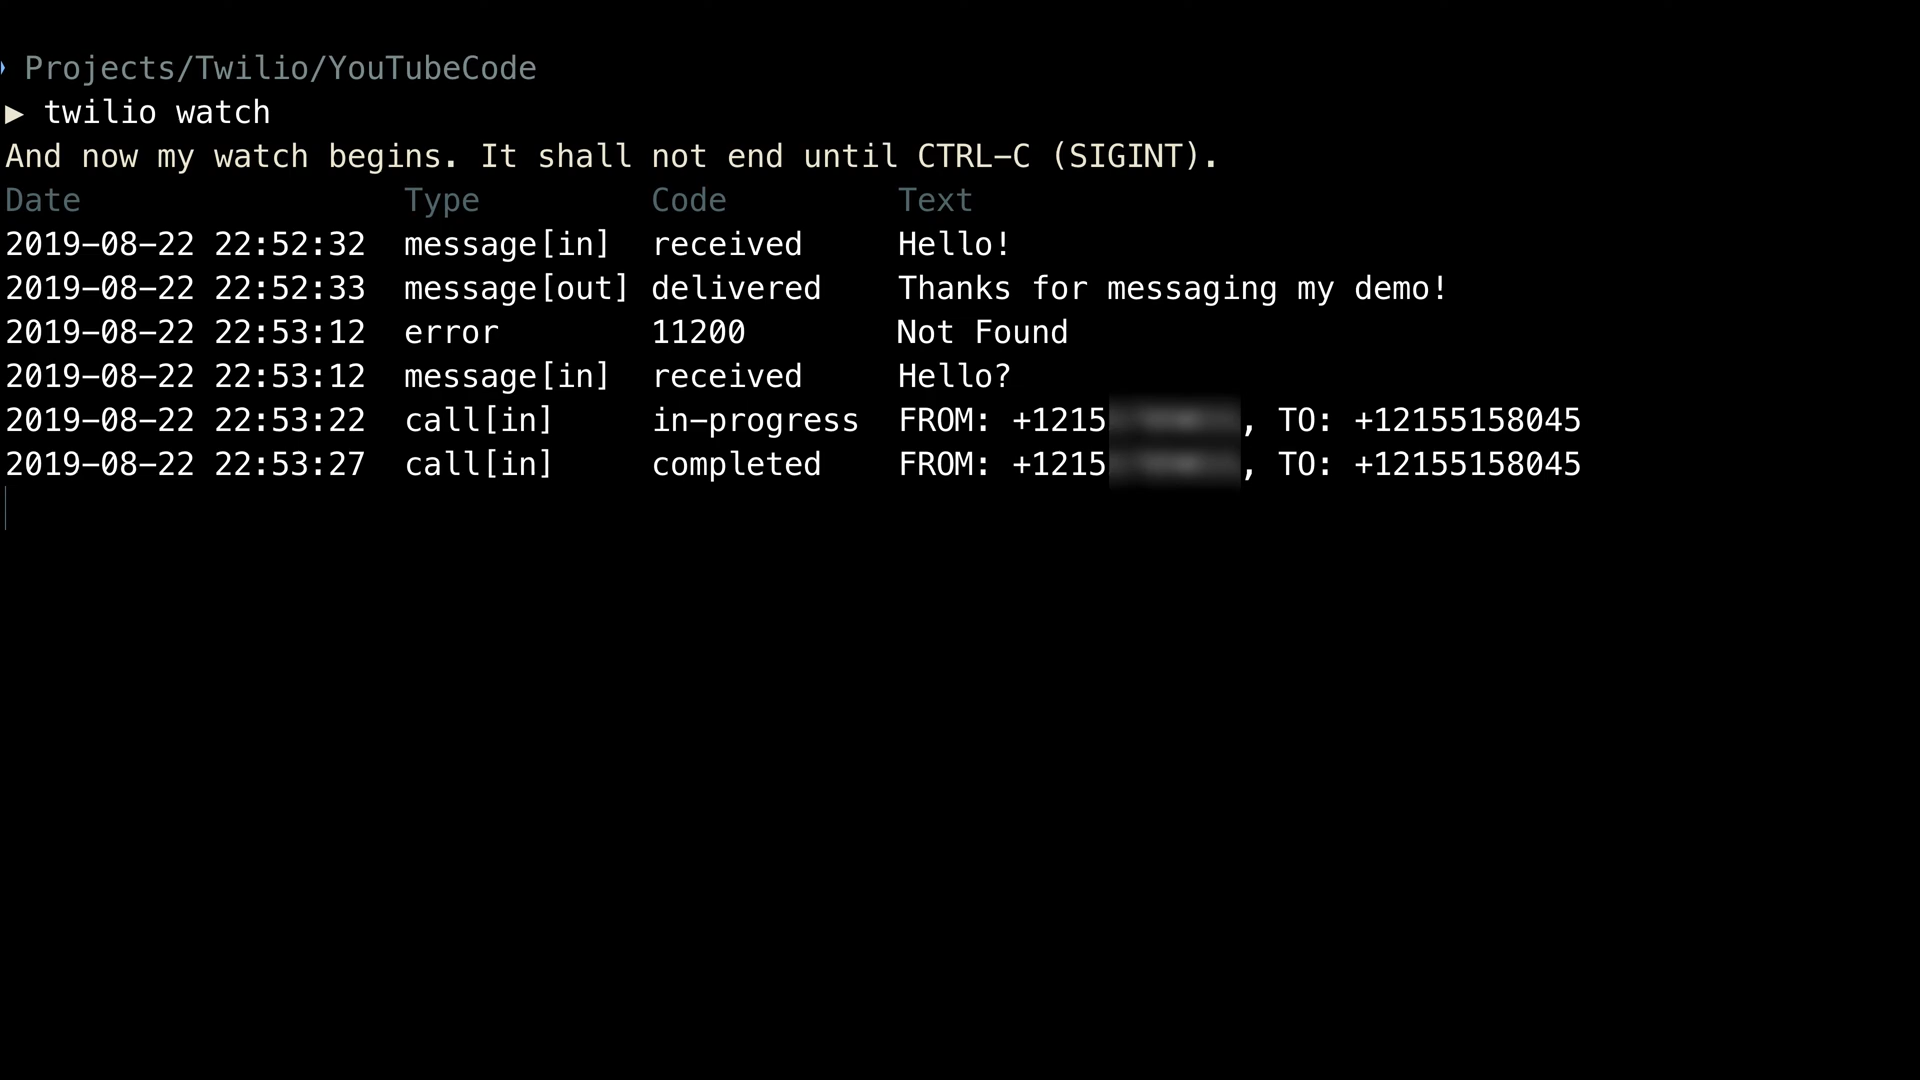 Projects/Twilio/YouTubeCode
▶ twilio watch
And now my watch begins. It shall not end until CTRL-C (SIGINT).
Date Type Code Text
2019-08-22 22:52:32 message[in] received Hello!
2019-08-22 22:52:33 message[out] delivered Thanks for messaging my demo!
2019-08-22 22:53:12 error 11200 Not Found
2019-08-22 22:53:12 message[in] received Hello?
2019-08-22 22:53:22 call[in] in-progress FROM: +1215 , TO: +12155158045
2019-08-22 22:53:27 call[in] completed FROM: +1215 , TO: +12155158045